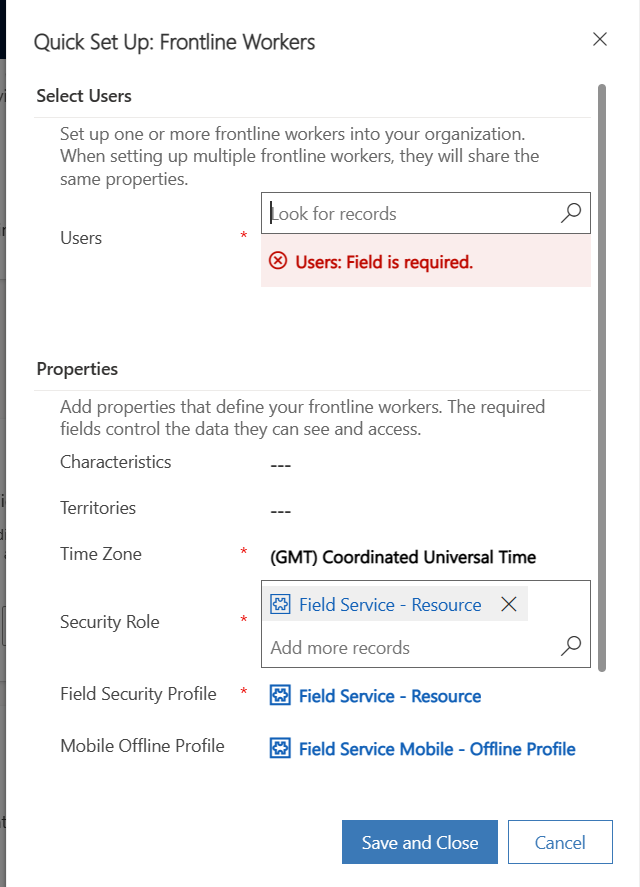 Quick Set Up: Frontline Workers
Select Users
Set up one or more frontline workers into your organization.
When setting up multiple frontline workers, they will share the
same properties.
Look for records
Users *
Users: Field is required.
Properties
Add properties that define your frontline workers. The required
fields control the data they can see and access.
Characteristics ---
Territories ---
Time Zone * (GMT) Coordinated Universal Time
Field Service - Resource
Security Role *
Add more records
Field Security Profile * Field Service - Resource
Mobile Offline Profile Field Service Mobile - Offline Profile
Save and Close Cancel